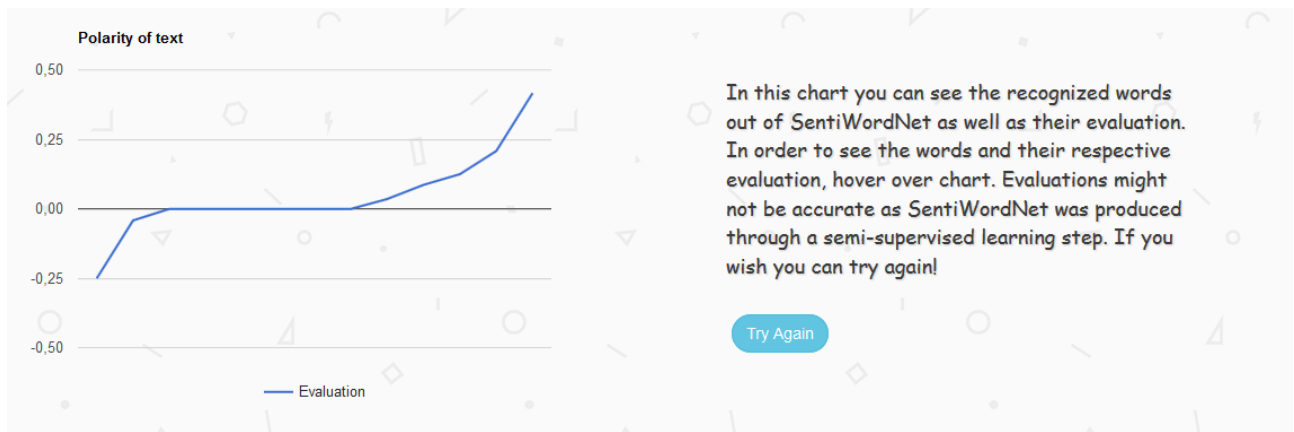 Polarity of text
0,50
0,25
0,00
-0,25
-0,50
Evaluation
In this chart you can see the recognized words
out of SentiWordNet as well as their evaluation.
In order to see the words and their respective
evaluation, hover over chart. Evaluations might
not be accurate as SentiWordNet was produced
through a semi-supervised learning step. If you
wish you can try again!
Try Again